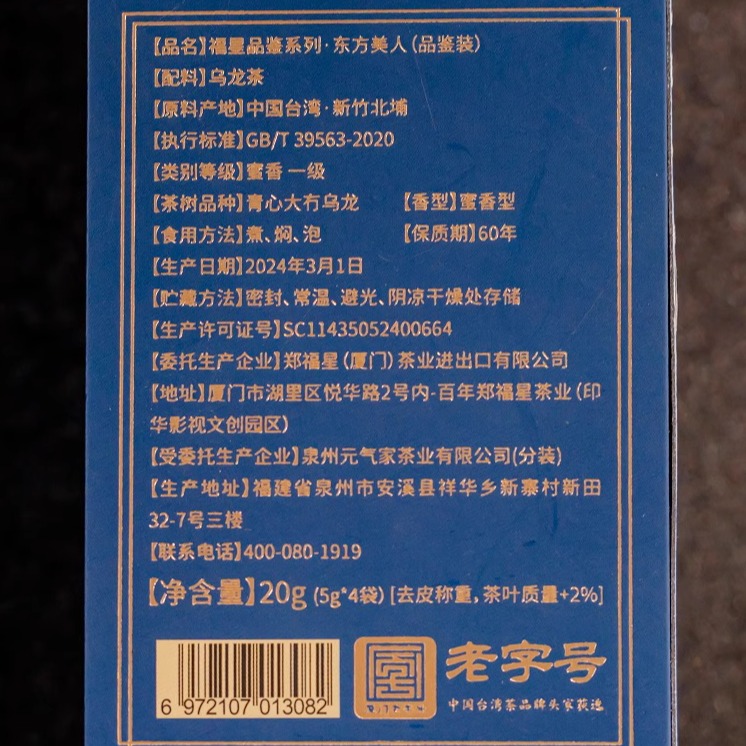 【品名】福星品鉴系列·东方美人(品鉴装)
【配料】乌龙茶
【原料产地】中国台湾·新竹北埔
【执行标准】GB/T 39563-2020
【类别等级】蜜香 一级
【茶树品种】青心大冇乌龙 【香型】蜜香型
【食用方法】煮、焖、泡 【保质期】60年
【生产日期】2024年3月1日
【贮藏方法】密封、常温、避光、阴凉干燥处存储
【生产许可证号】SC11435052400664
【委托生产企业】郑福星(厦门)茶业进出口有限公司
【地址】厦门市湖里区悦华路2号内-百年郑福星茶业(印
华影视文创园区)
【受委托生产企业】泉州元气家茶业有限公司(分装)
【生产地址】福建省泉州市安溪县祥华乡新寨村新田
32-7号三楼
【联系电话】400-080-1919
【净含量】20g (5g*4袋) [去皮称重,茶叶质量+2%]
老字号
中国台湾茶品牌头家获选
6 972107 013082